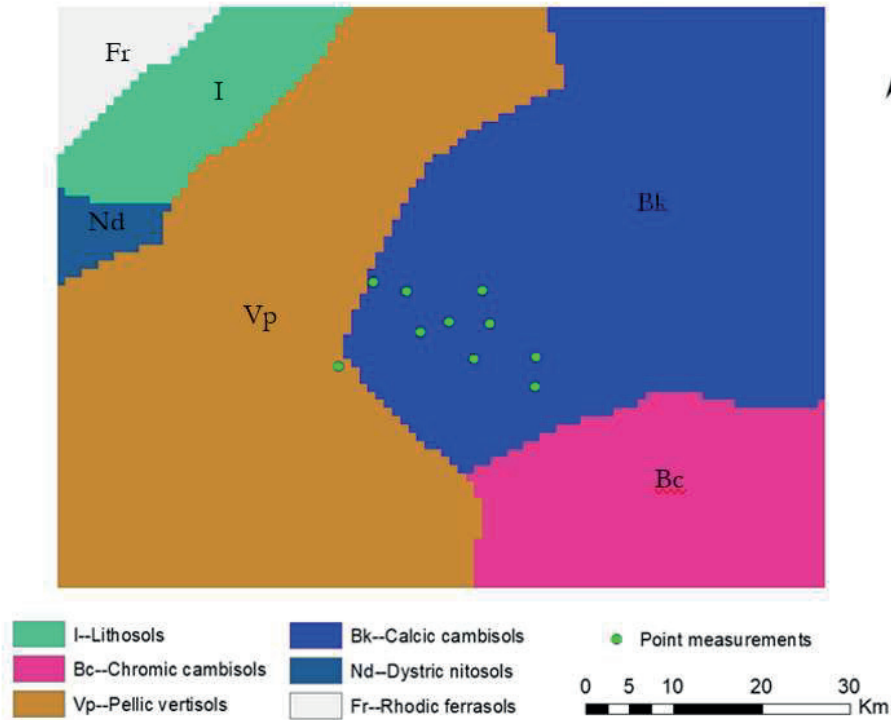 Fr
I
Bk
Nd
Vp
Bc
I--Lithosols
Bk--Calcic cambisols
Point measurements
Bc--Chromic cambisols
Nd--Dystric nitosols
Vp--Pellic vertisols
Fr--Rhodic ferrasols
0 5 10 20 30
Km